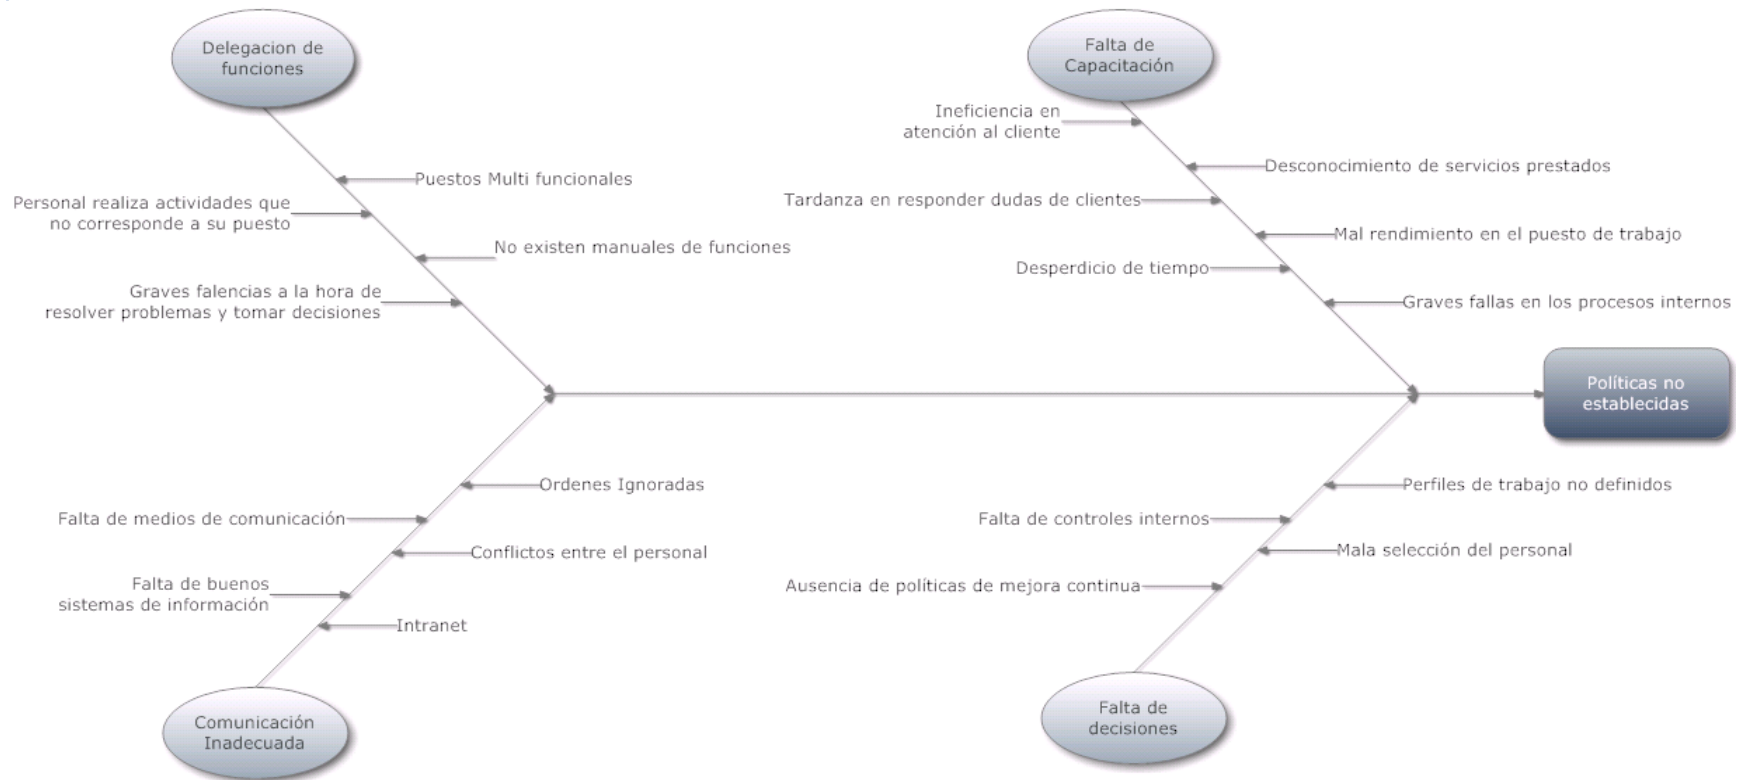 Delegacion de
funciones
Falta de
Capacitación
Ineficiencia en
atención al cliente
Puestos Multi funcionales
Desconocimiento de servicios prestados
Personal realiza actividades que
no corresponde a su puesto
Tardanza en responder dudas de clientes
No existen manuales de funciones
Mal rendimiento en el puesto de trabajo
Desperdicio de tiempo
Graves falencias a la hora de
resolver problemas y tomar decisiones
Graves fallas en los procesos internos
Políticas no
establecidas
Ordenes Ignoradas
Perfiles de trabajo no definidos
Falta de medios de comunicación
Falta de controles internos
Conflictos entre el personal
Mala selección del personal
Falta de buenos
sistemas de información
Ausencia de políticas de mejora continua
Intranet
Comunicación
Inadecuada
Falta de
decisiones